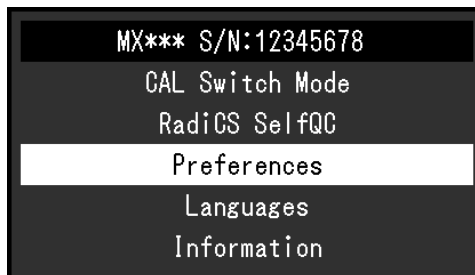 MX*** S/N:12345678
CAL Switch Mode
RadiCS SelfQC
Preferences
Languages
Information